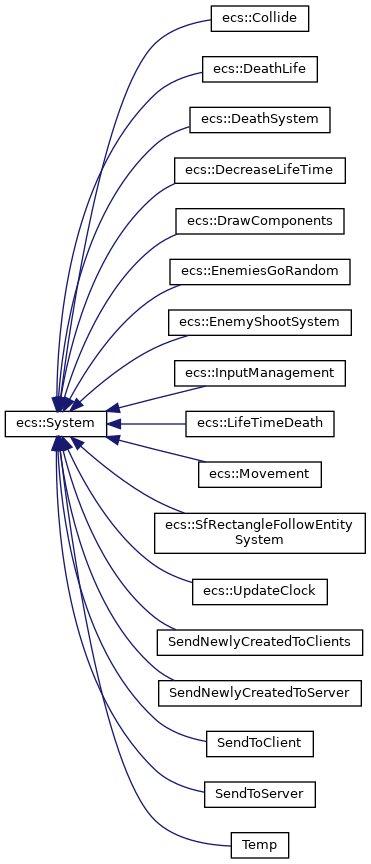 ecs::Collide
ecs::DeathLife
ecs::DeathSystem
ecs::DecreaseLifeTime
ecs::DrawComponents
ecs::EnemiesGoRandom
ecs::EnemyShootSystem
ecs::InputManagement
ecs::System
ecs::LifeTimeDeath
ecs::Movement
ecs::SfRectangleFollowEntity
System
ecs::UpdateClock
SendNewlyCreatedToClients
SendNewlyCreatedToServer
SendToClient
SendToServer
Temp